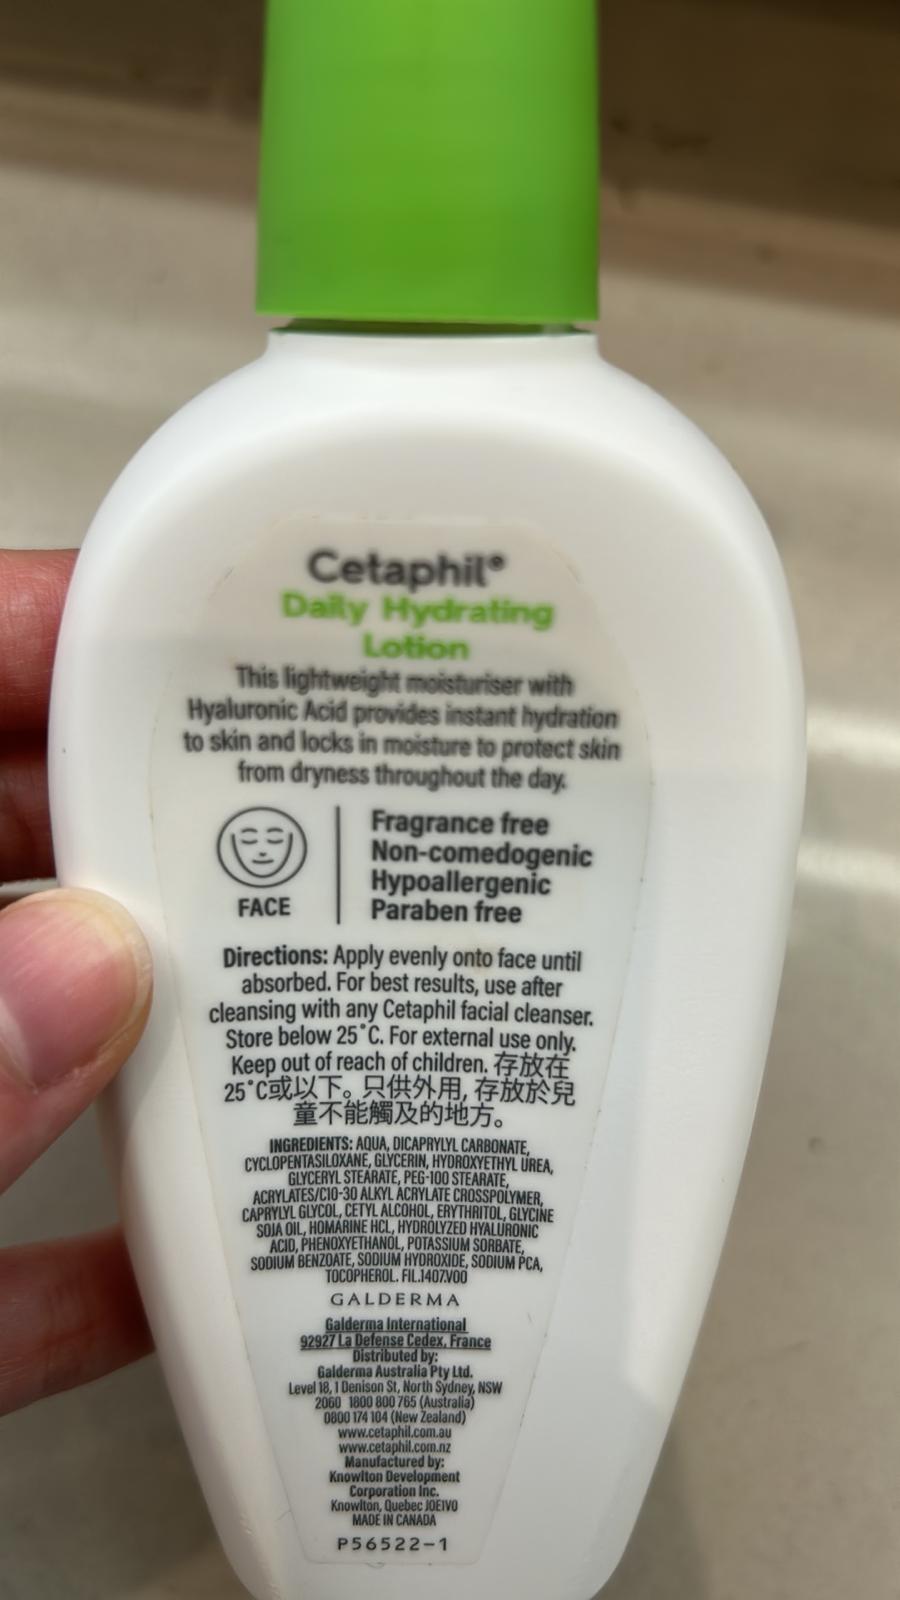 Cetaphil®
Daily Hydrating
Lotion
This lightweight moisturiser with
Hyaluronic Acid provides instant hydration
to skin and locks in moisture to protect skin
from dryness throughout the day.
FACE
Fragrance free
Non-comedogenic
Hypoallergenic
Paraben free
Directions: Apply evenly onto face until
absorbed. For best results, use after
cleansing with any Cetaphil facial cleanser.
Store below 25˚C. For external use only.
Keep out of reach of children. 存放在
25˚C或以下。只供外用, 存放於兒
童不能觸及的地方。
INGREDIENTS: AQUA, DICAPRYLYL CARBONATE,
CYCLOPENTASILOXANE, GLYCERIN, HYDROXYETHYL UREA,
GLYCERYL STEARATE, PEG-100 STEARATE,
ACRYLATES/C10-30 ALKYL ACRYLATE CROSSPOLYMER,
CAPRYLYL GLYCOL, CETYL ALCOHOL, ERYTHRITOL, GLYCINE
SOJA OIL, HOMARINE HCL, HYDROLYZED HYALURONIC
ACID, PHENOXYETHANOL, POTASSIUM SORBATE,
SODIUM BENZOATE, SODIUM HYDROXIDE, SODIUM PCA,
TOCOPHEROL. FIL.1407.V00
GALDERMA
Galderma International
92927 La Defense Cedex, France
Distributed by:
Galderma Australia Pty Ltd.
Level 18, 1 Denison St, North Sydney, NSW
2060 1800 800 765 (Australia)
0800 174 104 (New Zealand)
www.cetaphil.com.au
www.cetaphil.com.nz
Manufactured by:
Knowlton Development
Corporation Inc.
Knowlton, Quebec J0E1V0
MADE IN CANADA
P56522-1